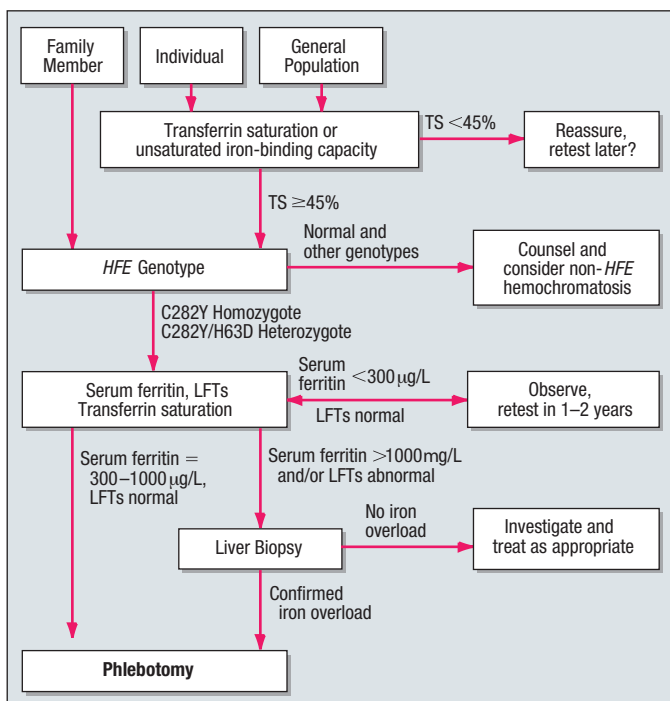 Family
Member
Individual
General
Population
Transferrin saturation or
unsaturated iron-binding capacity
TS <45%
Reassure,
retest later?
TS ≥45%
Normal and
other genotypes
HFE Genotype
Counsel and
consider non-HFE
hemochromatosis
C282Y Homozygote
C282Y/H63D Heterozygote
Serum ferritin, LFTs
Transferrin saturation
Serum
ferritin <300 μg/L
LFTs normal
Observe,
retest in 1–2 years
Serum ferritin =
300–1000 μg/L,
LFTs normal
Serum ferritin >1000 mg/L
and/or LFTs abnormal
Liver Biopsy
No iron
overload
Investigate and
treat as appropriate
Confirmed
iron overload
Phlebotomy